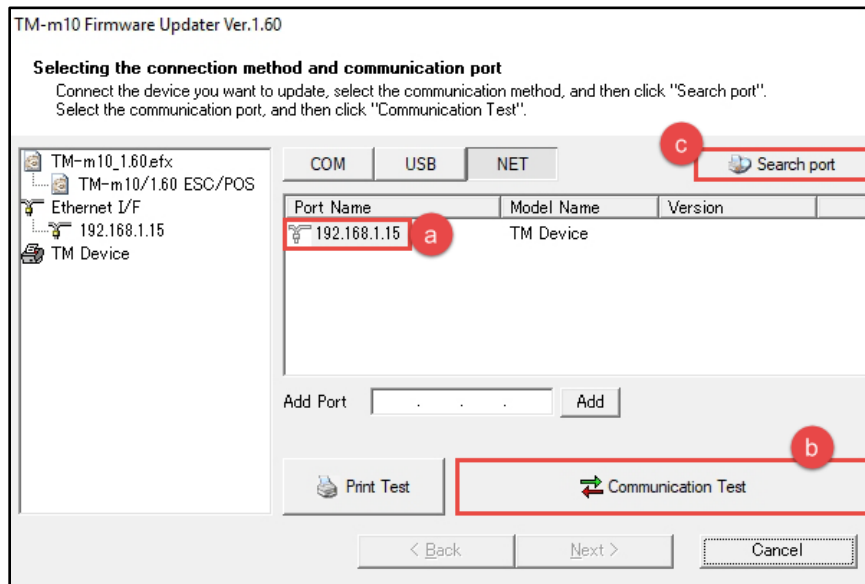 TM-m10 Firmware Updater Ver.1.60
Selecting the connection method and communication port
Connect the device you want to update, select the communication method, and then click "Search port".
Select the communication port, and then click "Communication Test".
TM-m10_1.60.efx
TM-m10/1.60 ESC/POS
Ethernet I/F
192.168.1.15
TM Device
COM USB NET
c
Search port
Port Name Model Name Version
192.168.1.15 a TM Device
Add Port . . . Add
b
Print Test Communication Test
< Back Next > Cancel